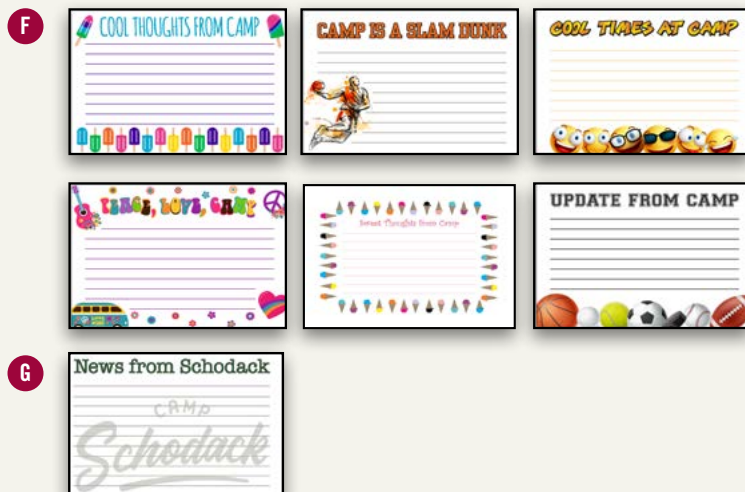 F
COOL THOUGHTS FROM CAMP
CAMP IS A SLAM DUNK
COOL TIMES AT CAMP
PEACE, LOVE, CAMP
Sweet Thoughts from Camp
UPDATE FROM CAMP
G
News from Schodack
CAMP
Schodack